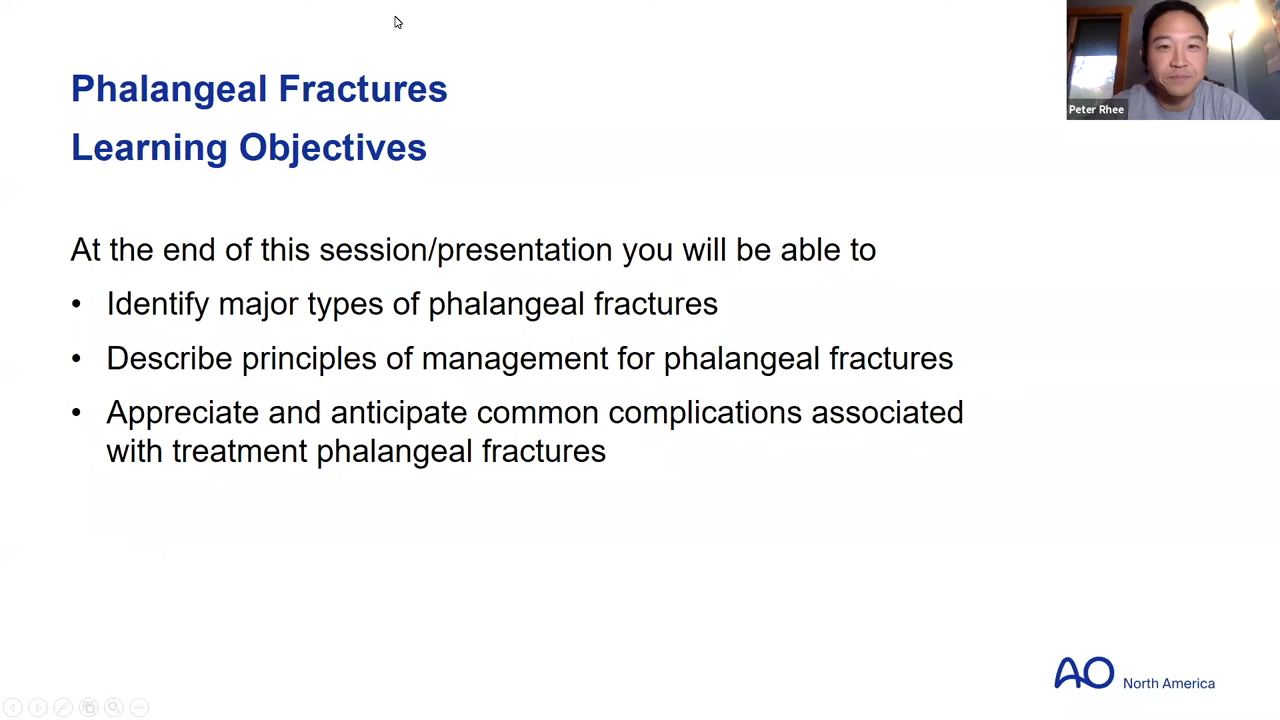 Phalangeal Fractures
Learning Objectives
At the end of this session/presentation you will be able to
• Identify major types of phalangeal fractures
• Describe principles of management for phalangeal fractures
• Appreciate and anticipate common complications associated
with treatment phalangeal fractures
Peter Rhee
AO North America